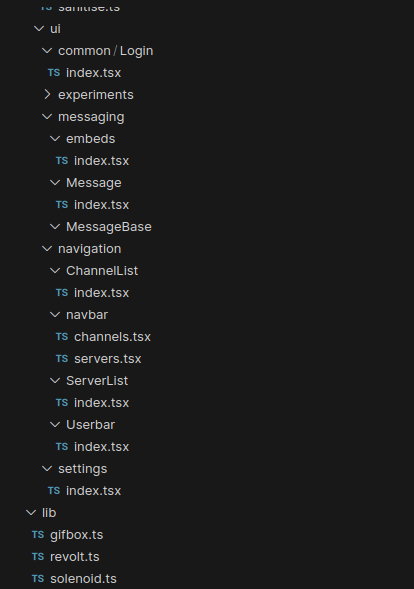 TS sanitise.ts
ui
common / Login
TS index.tsx
experiments
messaging
embeds
TS index.tsx
Message
TS index.tsx
MessageBase
navigation
ChannelList
TS index.tsx
navbar
TS channels.tsx
TS servers.tsx
ServerList
TS index.tsx
Userbar
TS index.tsx
settings
TS index.tsx
lib
TS gifbox.ts
TS revolt.ts
TS solenoid.ts